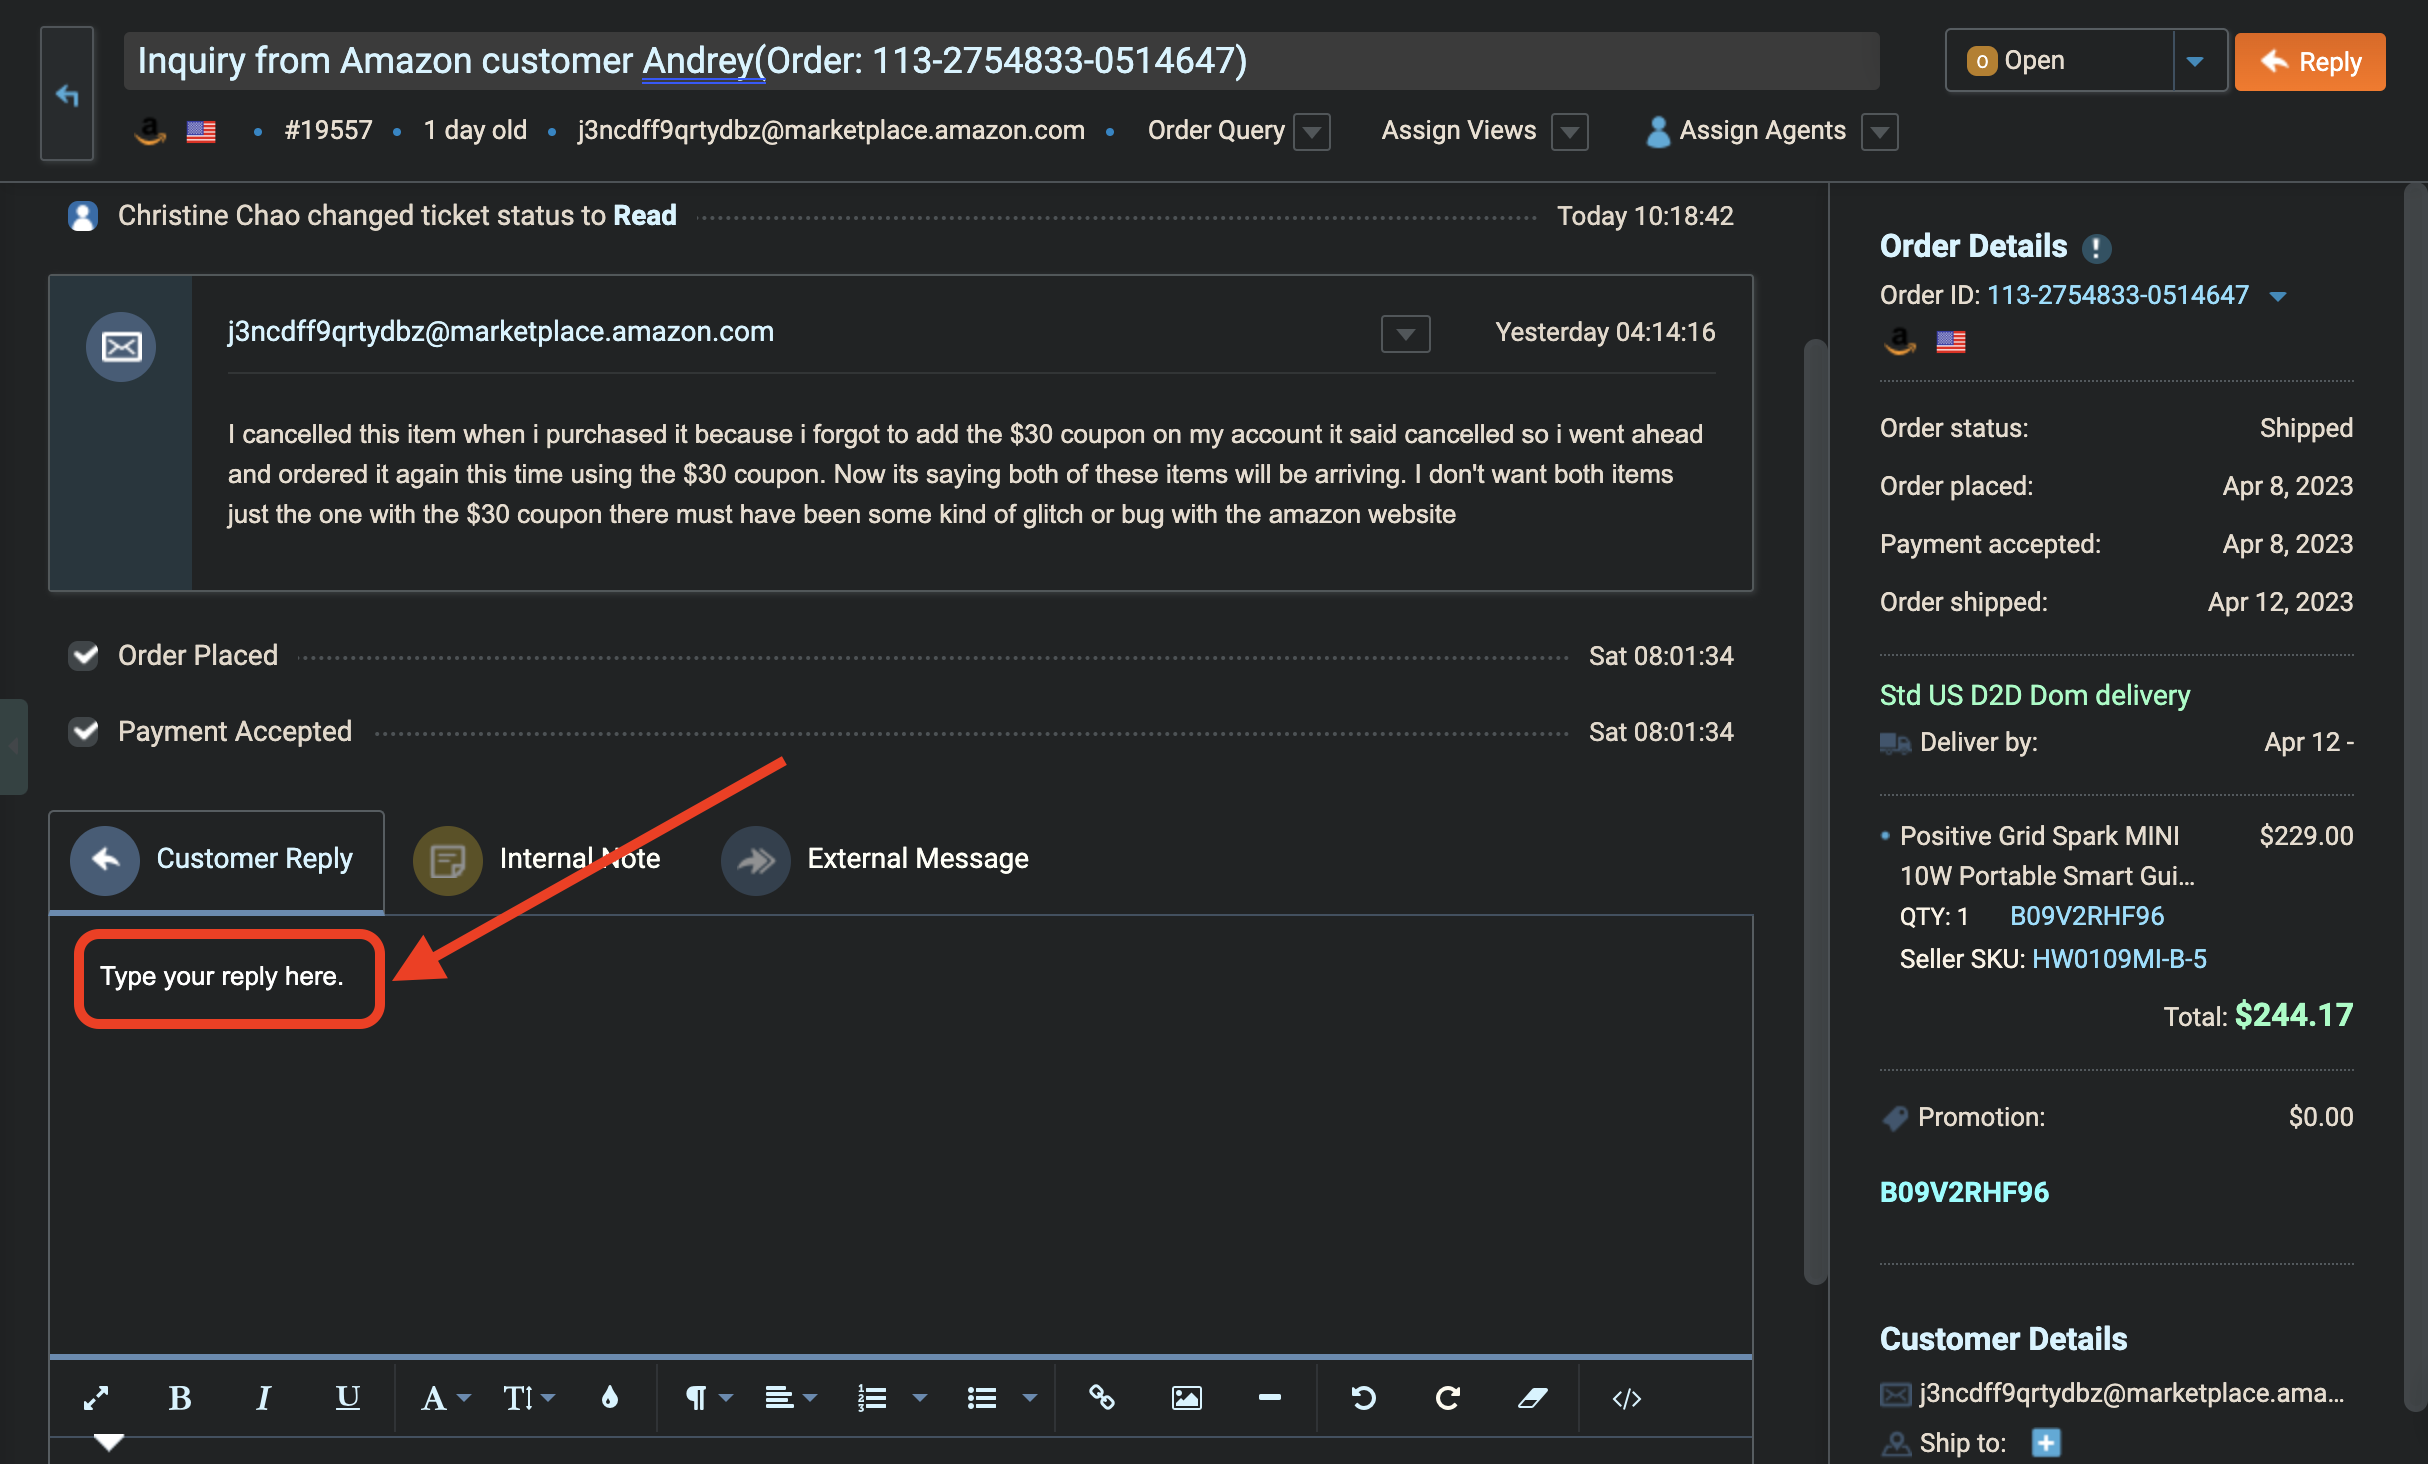 Inquiry from Amazon customer Andrey(Order: 113-2754833-0514647)
O Open
Reply
a #19557 1 day old j3ncdff9qrtydbz@marketplace.amazon.com Order Query Assign Views Assign Agents
Christine Chao changed ticket status to Read Today 10:18:42
j3ncdff9qrtydbz@marketplace.amazon.com Yesterday 04:14:16
I cancelled this item when i purchased it because i forgot to add the $30 coupon on my account it said cancelled so i went ahead
and ordered it again this time using the $30 coupon. Now its saying both of these items will be arriving. I don't want both items
just the one with the $30 coupon there must have been some kind of glitch or bug with the amazon website
Order Placed Sat 08:01:34
Payment Accepted Sat 08:01:34
Customer Reply Internal Note External Message
Type your reply here.
B I U A T
Order Details !
Order ID: 113-2754833-0514647
a
Order status: Shipped
Order placed: Apr 8, 2023
Payment accepted: Apr 8, 2023
Order shipped: Apr 12, 2023
Std US D2D Dom delivery
Deliver by: Apr 12 -
Positive Grid Spark MINI $229.00
10W Portable Smart Gui...
QTY: 1 B09V2RHF96
Seller SKU: HW0109MI-B-5
Total: $244.17
Promotion: $0.00
B09V2RHF96
Customer Details
j3ncdff9qrtydbz@marketplace.ama...
Ship to: